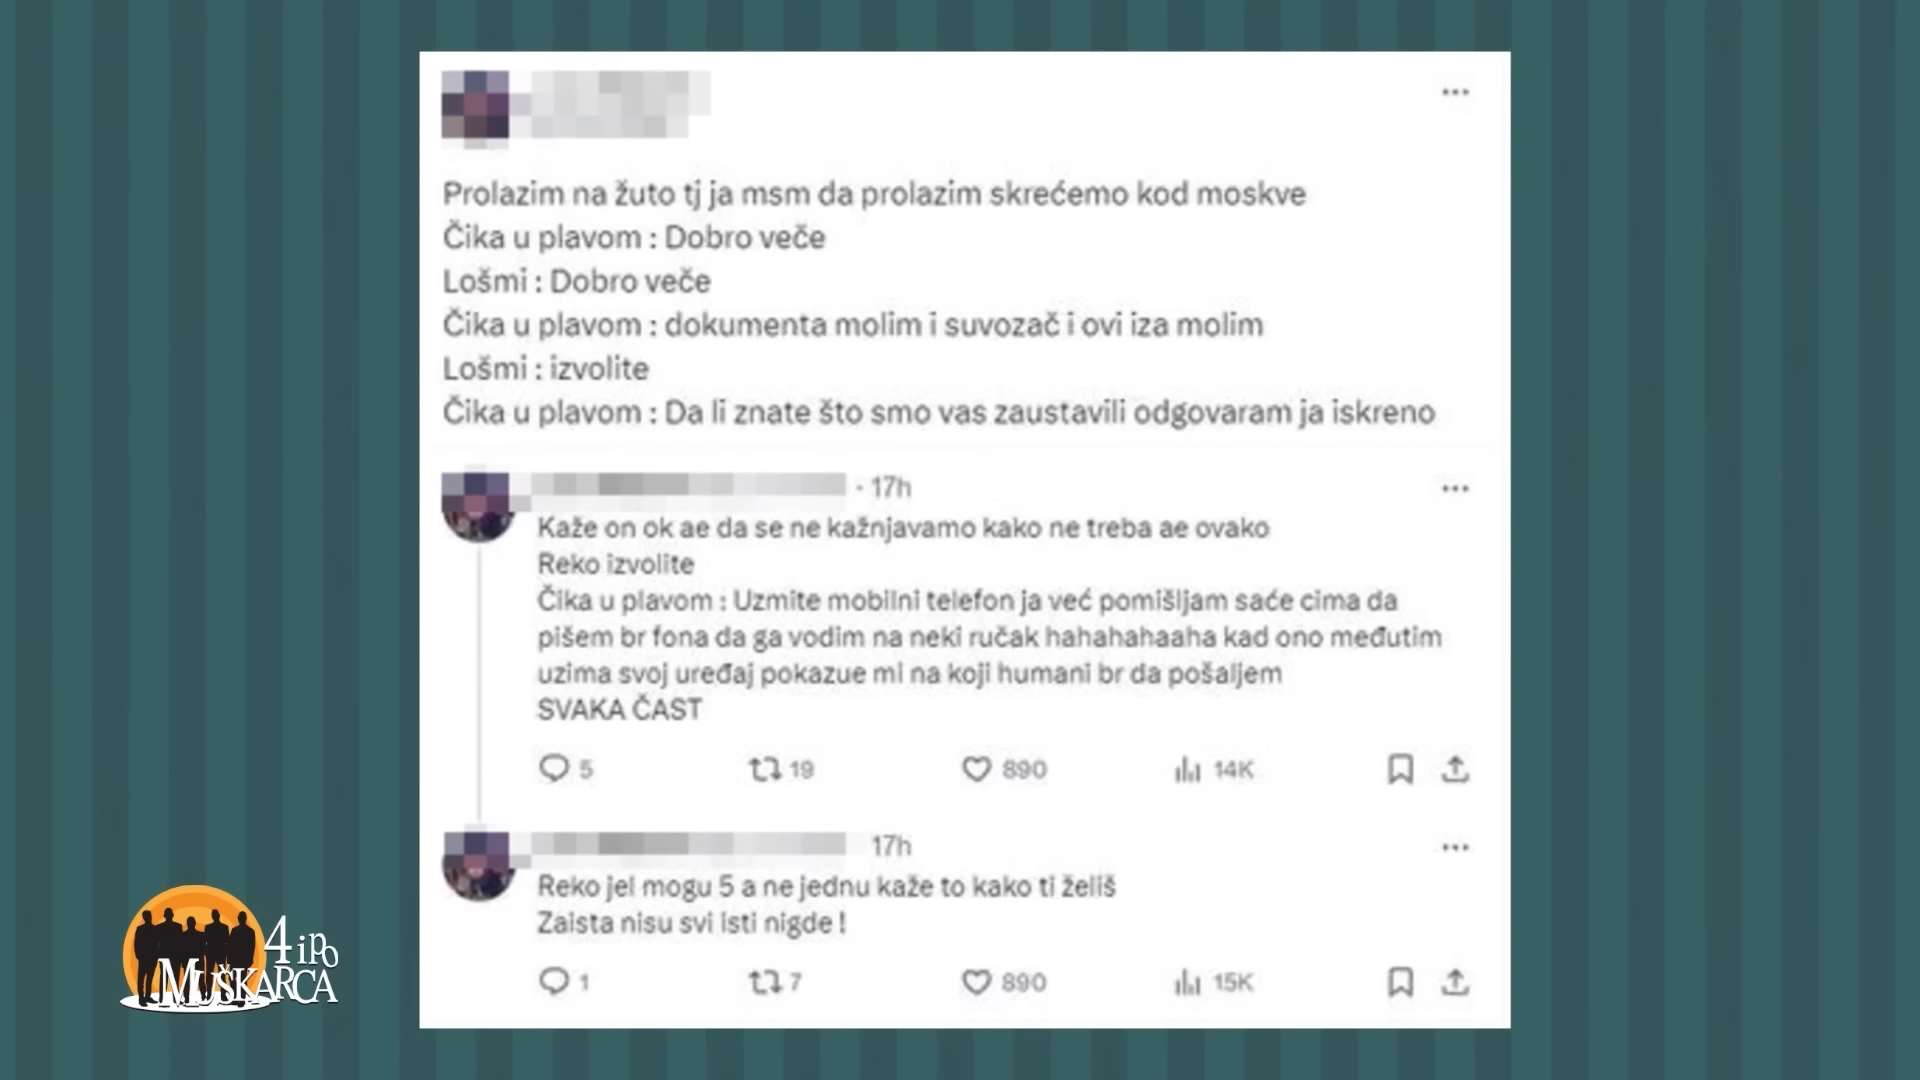 Prolazim na žuto tj ja msm da prolazim skrećemo kod moskve
Čika u plavom : Dobro veče
Lošmi : Dobro veče
Čika u plavom : dokumenta molim i suvozač i ovi iza molim
Lošmi : izvolite
Čika u plavom : Da li znate što smo vas zaustavili odgovaram ja iskreno
· 17h
Kaže on ok ae da se ne kažnjavamo kako ne treba ae ovako
Reko izvolite
Čika u plavom : Uzmite mobilni telefon ja već pomišljam saće cima da
pišem br fona da ga vodim na neki ručak hahahahaaha kad ono međutim
uzima svoj uređaj pokazue mi na koji humani br da pošaljem
SVAKA ČAST
5 19 890 14K
17h
Reko jel mogu 5 a ne jednu kaže to kako ti želiš
Zaista nisu svi isti nigde !
1 7 890 15K
4 i po
MUŠKARCA